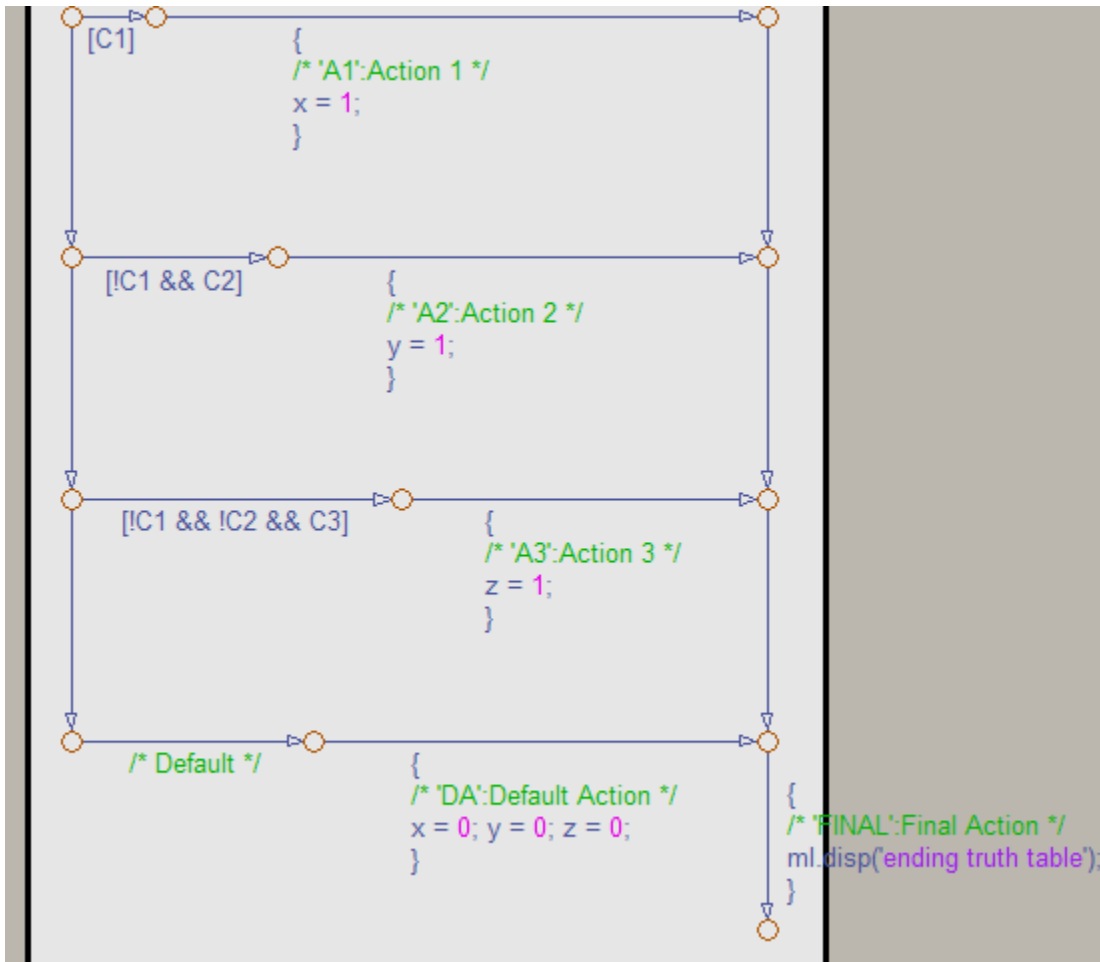 [C1]
{
/* 'A1':Action 1 */
x = 1;
}
[!C1 && C2]
{
/* 'A2':Action 2 */
y = 1;
}
[!C1 && !C2 && C3]
{
/* 'A3':Action 3 */
z = 1;
}
/* Default */
{
/* 'DA':Default Action */
x = 0; y = 0; z = 0;
}
{
/* 'FINAL':Final Action */
ml.disp('ending truth table');
}